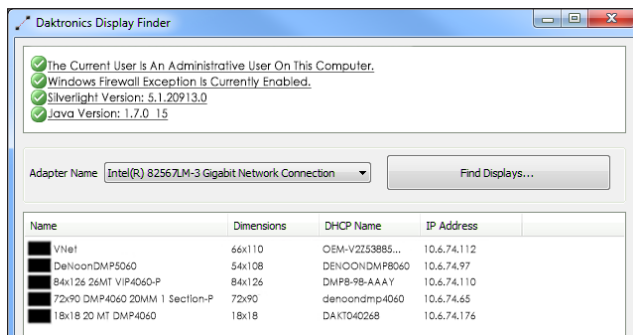 Daktronics Display Finder
The Current User Is An Administrative User On This Computer.
Windows Firewall Exception Is Currently Enabled.
Silverlight Version: 5.1.20913.0
Java Version: 1.7.0_15
Adapter Name Intel(R) 82567LM-3 Gigabit Network Connection Find Displays...
Name Dimensions DHCP Name IP Address
VNet 66x110 OEM-V2Z53885... 10.6.74.112
DeNoonDMP5060 54x108 DENOONDMP8060 10.6.74.97
84x126 26MT VIP4060-P 84x126 DMP8-98-AAAY 10.6.74.110
72x90 DMP4060 20MM 1 Section-P 72x90 denoondmp4060 10.6.74.65
18x18 20 MT DMP4060 18x18 DAKT040268 10.6.74.176